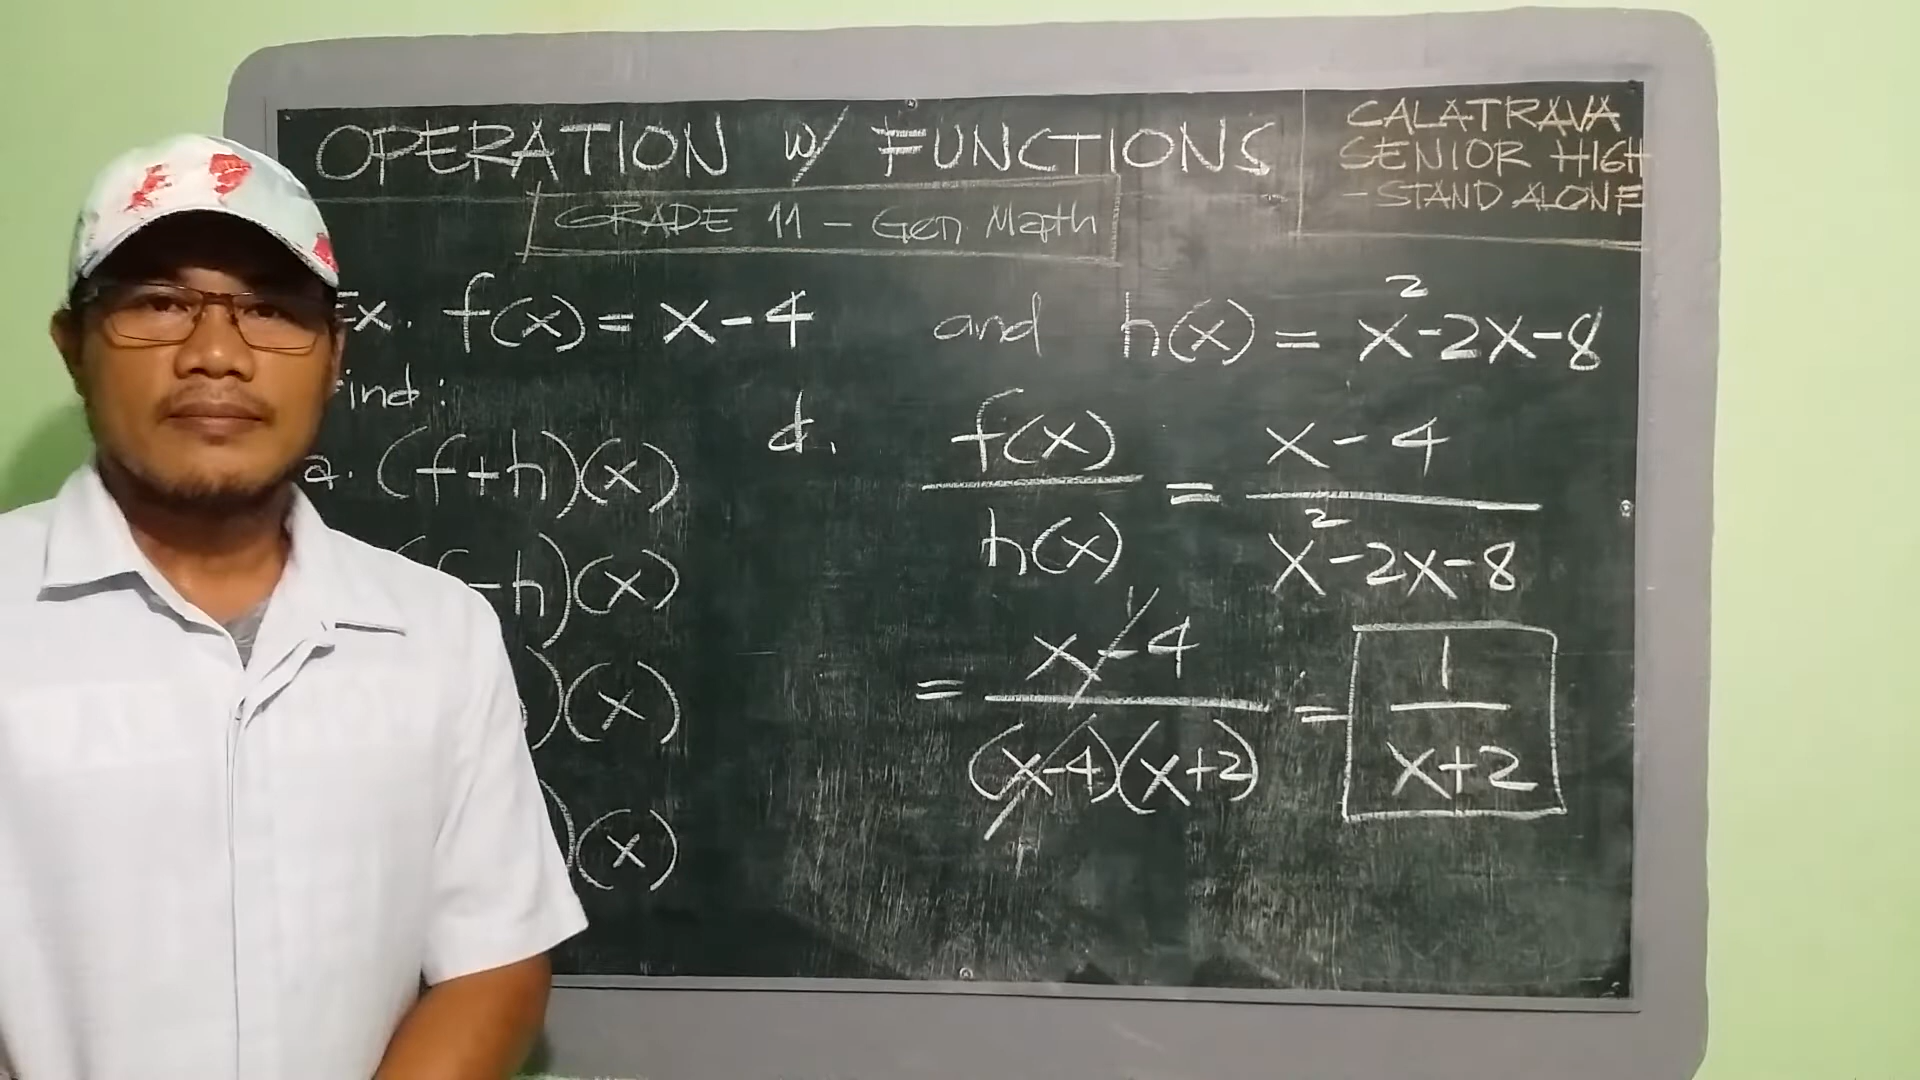 OPERATION w/ FUNCTIONS
CALATRAVA
SENIOR HIGH
- STAND ALONE
GRADE 11 - Gen Math
Ex. f(x) = x-4 and h(x) = x²-2x-8
ind:
a. (f+h)(x)
f-h)(x)
)(x)
)(x)
d. f(x)/h(x) = x-4/x²-2x-8
= x-4/(x-4)(x+2) = 1/x+2